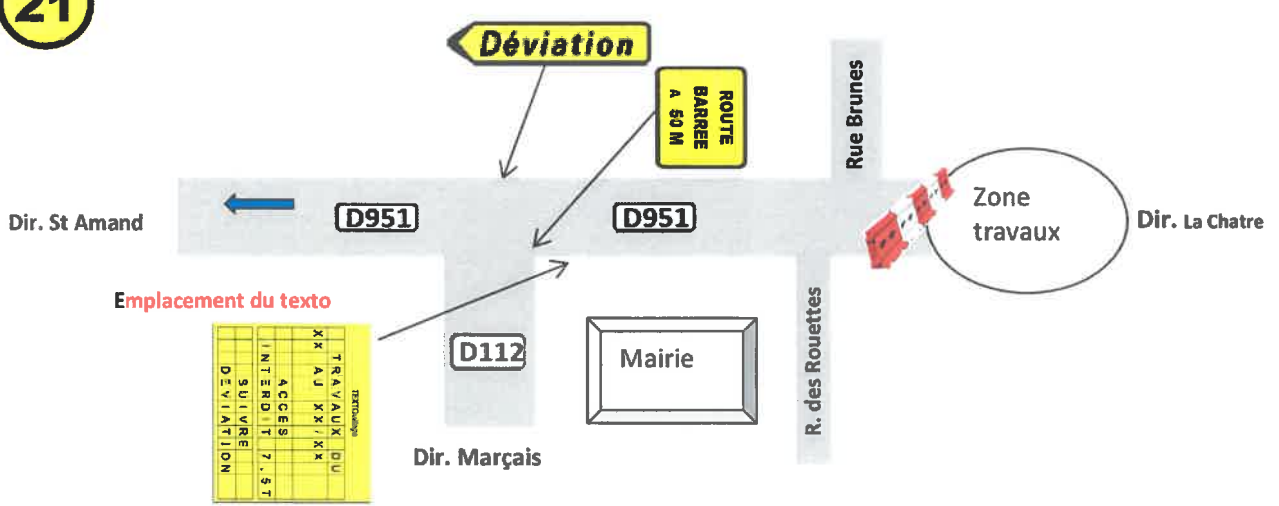 21
Déviation
ROUTE
BARREE
A 50 M
Rue Brunes
Dir. St Amand
D951
D951
Zone
travaux
Dir. La Chatre
Emplacement du texto
TRAVAUX DU
XX AU XX/XX
ACCES
INTERDIT 7,5T
SUIVRE
DEVIATION
D112
Mairie
R. des Rouettes
Dir. Marçais